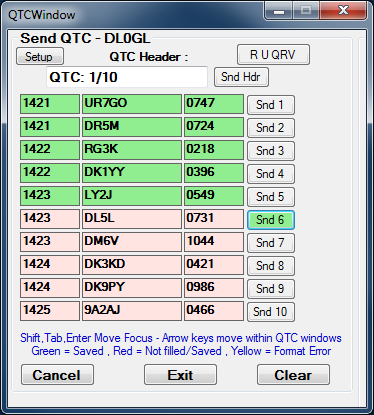 QTCWindow
Send QTC - DL0GL
Setup QTC Header : R U QRV
QTC: 1/10 Snd Hdr
1421 UR7GO 0747 Snd 1
1421 DR5M 0724 Snd 2
1422 RG3K 0218 Snd 3
1422 DK1YY 0396 Snd 4
1423 LY2J 0549 Snd 5
1423 DL5L 0731 Snd 6
1423 DM6V 1044 Snd 7
1424 DK3KD 0421 Snd 8
1424 DK9PY 0986 Snd 9
1425 9A2AJ 0466 Snd 10
Shift,Tab,Enter Move Focus - Arrow keys move within QTC windows
Green = Saved , Red = Not filled/Saved , Yellow = Format Error
Cancel Exit Clear